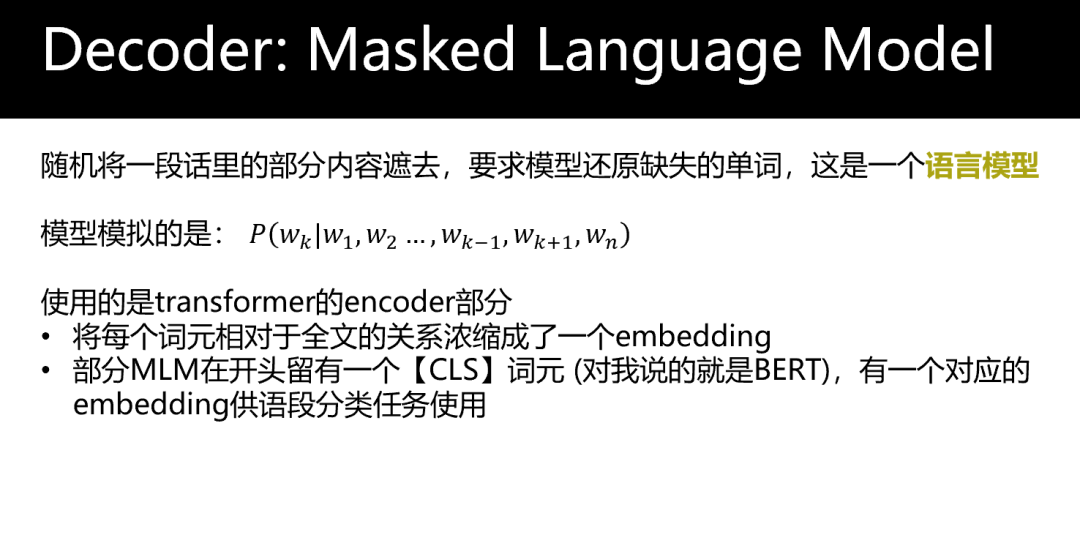 Decoder: Masked Language Model
随机将一段话里的部分内容遮去，要求模型还原缺失的单词，这是一个语言模型
模型模拟的是： P(w_k|w_1, w_2 …, w_{k−1}, w_{k+1}, w_n)
使用的是transformer的encoder部分
• 将每个词元相对于全文的关系浓缩成了一个embedding
• 部分MLM在开头留有一个【CLS】词元 (对我说的就是BERT)，有一个对应的
embedding供语段分类任务使用